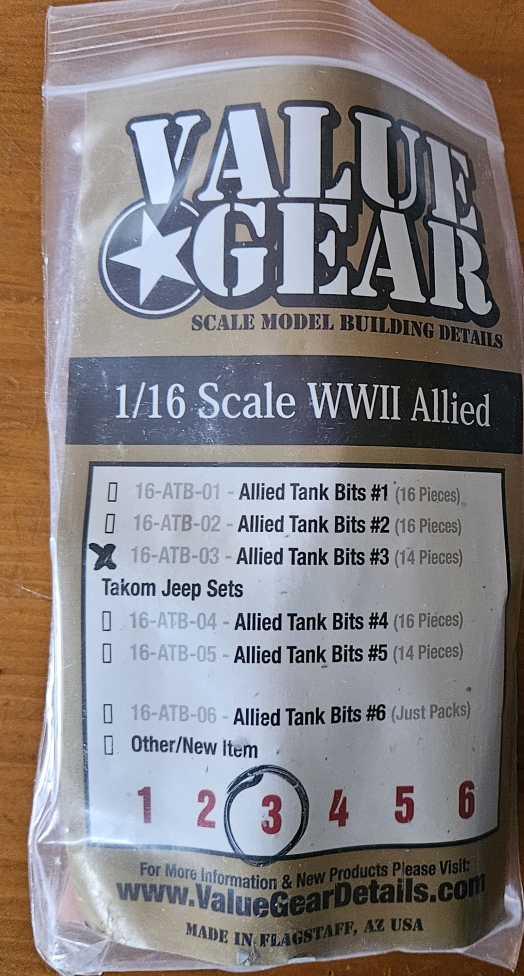 VALUE
GEAR
SCALE MODEL BUILDING DETAILS
1/16 Scale WWII Allied
16-ATB-01 - Allied Tank Bits #1 (16 Pieces)
16-ATB-02 - Allied Tank Bits #2 (16 Pieces)
X 16-ATB-03 - Allied Tank Bits #3 (14 Pieces)
Takom Jeep Sets
16-ATB-04 - Allied Tank Bits #4 (16 Pieces)
16-ATB-05 - Allied Tank Bits #5 (14 Pieces)
16-ATB-06 - Allied Tank Bits #6 (Just Packs)
Other/New Item
1 2 3 4 5 6
For More Information & New Products Please Visit:
www.ValueGearDetails.com
MADE IN FLAGSTAFF, AZ USA